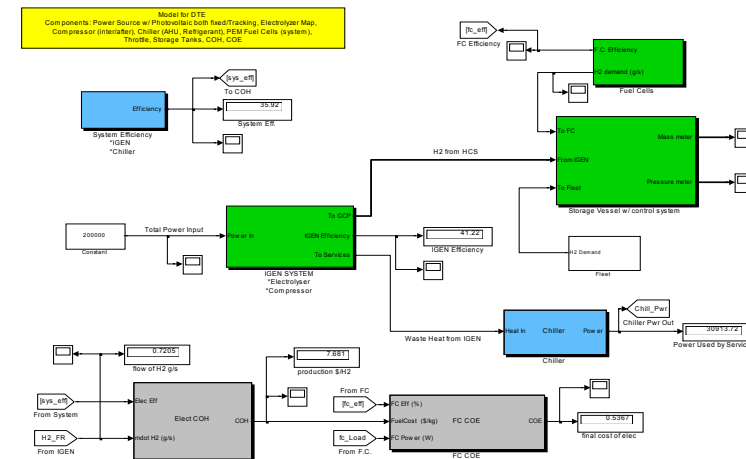 Model for DTE
Components: Power Source w/ Photovoltaic both fixed/Tracking, Electrolyzer Map,
Compressor (inter/after), Chiller (AHU, Refrigerant), PEM Fuel Cells (system),
Throttle, Storage Tanks, COH, COE
[fc_eff]
FC Efficiency
F.C. Efficiency
H2 demand (g/s)
Fuel Cells
[sys_eff]
To COH
Efficiency
35.92
System Eff.
System Efficiency
*IGEN
*Chiller
To FC
From IGEN
To Fleet
Mass meter
Pressure meter
Storage Vessel w/ control system
H2 from HCS
200000
Constant
Total Power Input
Power In
To GCP
IGEN Efficiency
To Services
IGEN SYSTEM
*Electrolyser
*Compressor
41.22
IGEN Efficiency
H2 Demand
Fleet
Waste Heat from IGEN
Heat In
Chiller
Power
Chiller
Chill_Pwr
Chiller Pwr Out
30913.72
Power Used by Servic
0.7205
flow of H2 g/s
7.681
production $/H2
[sys_eff]
From System
H2_FR
From IGEN
Elec Eff
mdot H2 (g/s)
Elect COH
COH
From FC
[fc_eff]
fc_Load
From F.C.
FC Eff (%)
FuelCost ($/kg)
FC Power (W)
FC COE
COE
FC COE
0.5367
final cost of elec